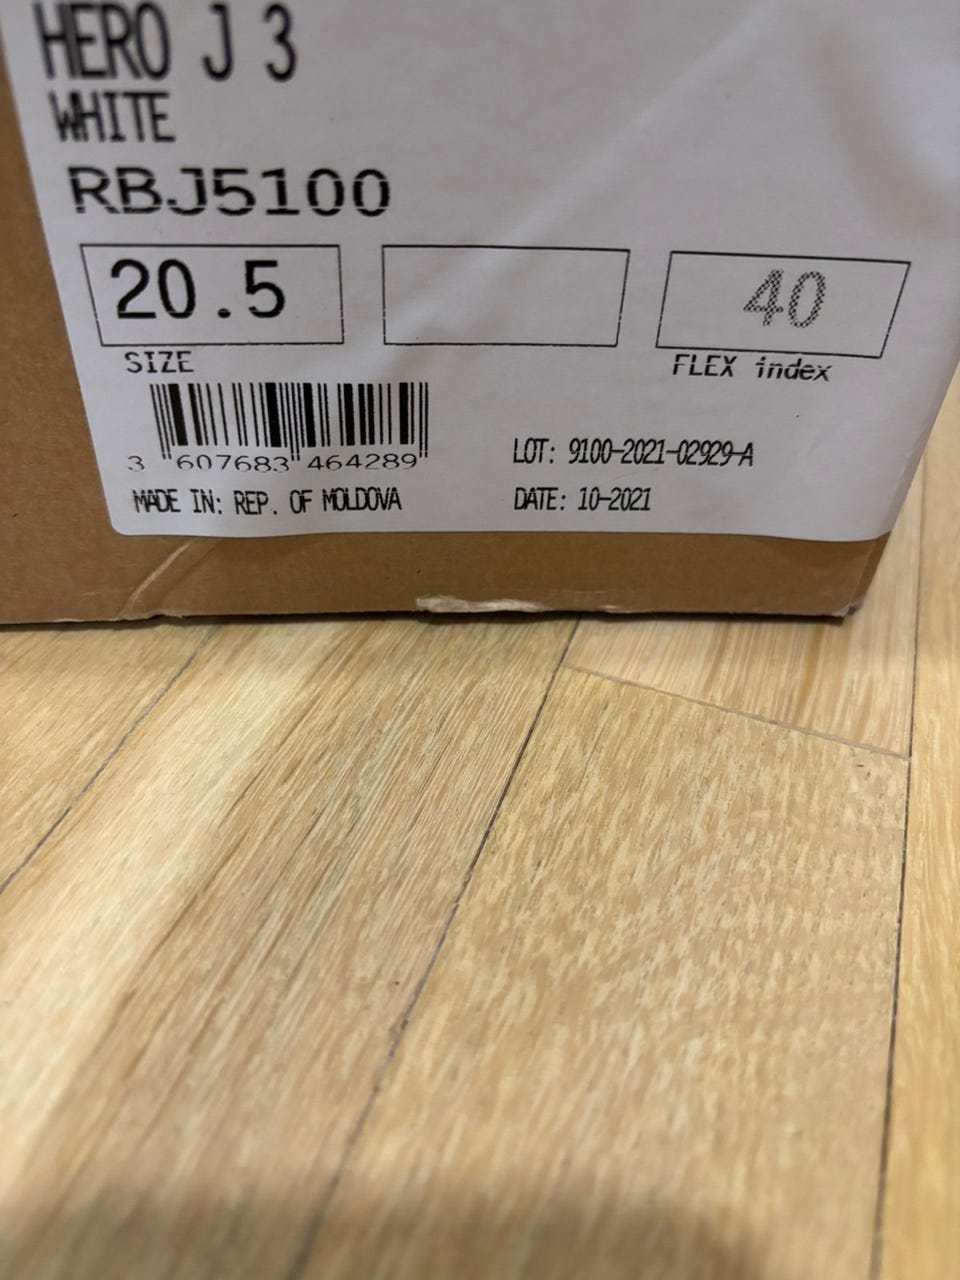 HERO J 3
WHITE
RBJ5100
20.5
40
SIZE
FLEX index
3 607683 464289
LOT: 9100-2021-02929-A
MADE IN: REP. OF MOLDOVA
DATE: 10-2021